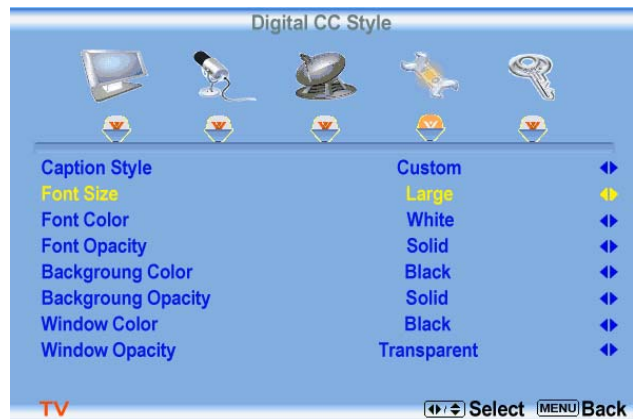 Digital CC Style
Caption Style Custom
Font Size Large
Font Color White
Font Opacity Solid
Backgroung Color Black
Backgroung Opacity Solid
Window Color Black
Window Opacity Transparent
TV Select MENU Back